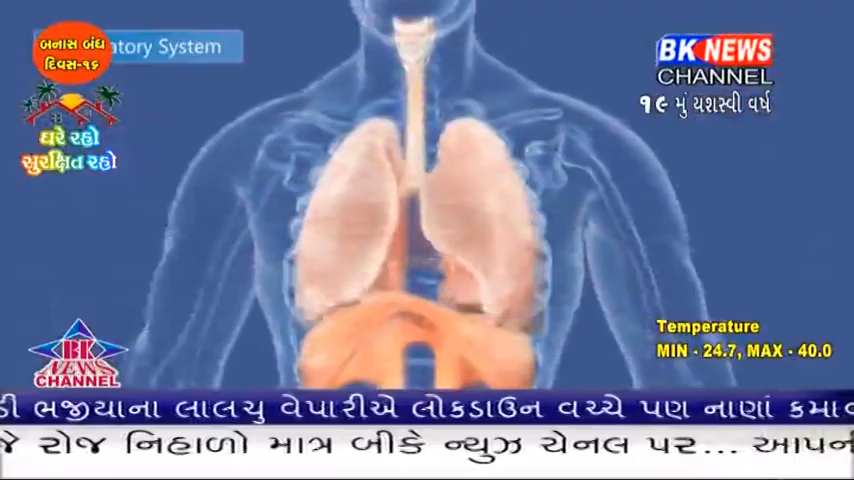 બનાસ બંધ
દિવસ-૧૬
atory System
ઘરે રહો
સુરક્ષિત રહો
BK NEWS
CHANNEL
૧૯ મું યશસ્વી વર્ષ
Temperature
MIN - 24.7, MAX - 40.0
BK
NEWS
CHANNEL
ડી ભજીયાના લાલચુ વેપારીએ લોકડાઉન વચ્ચે પણ નાણાં કમાવ
જે રોજ નિહાળો માત્ર બીકે ન્યુઝ ચેનલ પર... આપની